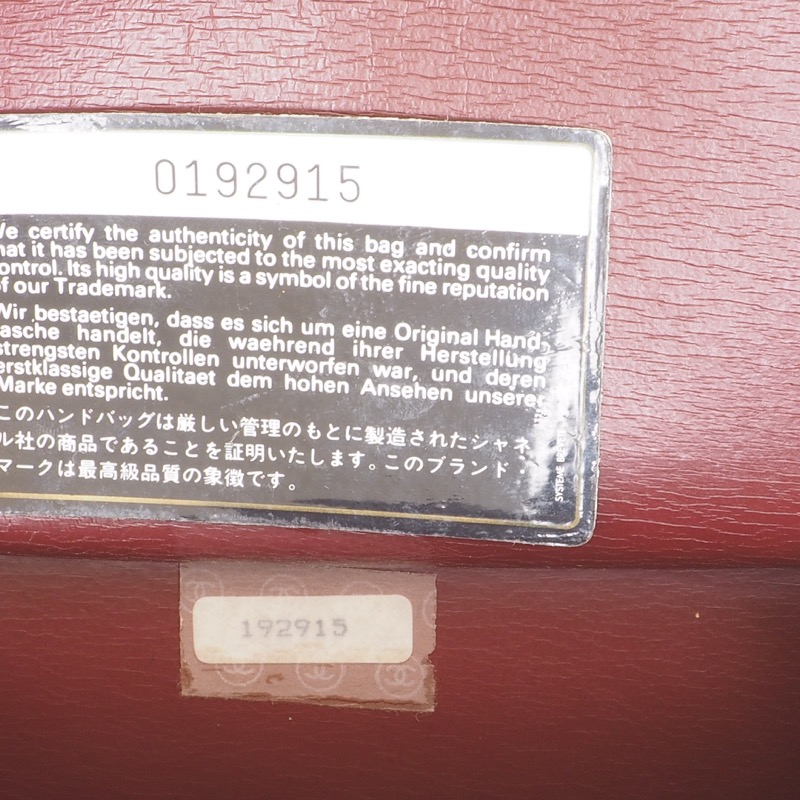 0192915
We certify the authenticity of this bag and confirm
that it has been subjected to the most exacting quality
control. Its high quality is a symbol of the fine reputation
of our Trademark.
Wir bestaetigen, dass es sich um eine Original Hand-
tasche handelt, die waehrend ihrer Herstellung
strengsten Kontrollen unterworfen war, und deren
erstklassige Qualitaet dem hohen Ansehen unserer
Marke entspricht.
このハンドバッグは厳しい管理のもとに製造されたシャネ
ル社の商品であることを証明いたします。このブランド・
マークは最高級品質の象徴です。
SYSTEME
192915